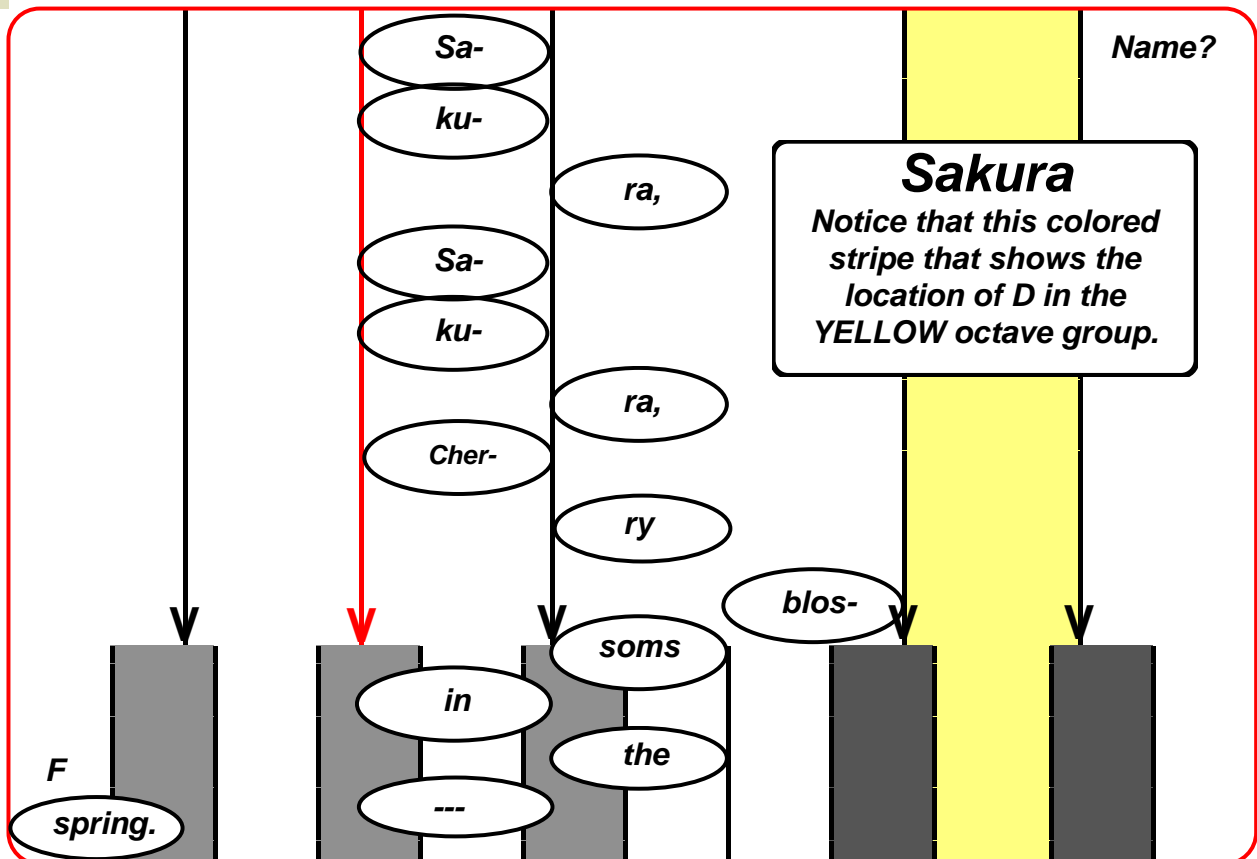 Sa-
Name?
ku-
ra,
Sakura
Notice that this colored
stripe that shows the
location of D in the
YELLOW octave group.
Sa-
ku-
ra,
Cher-
ry
blos-
soms
in
the
F
---
spring.